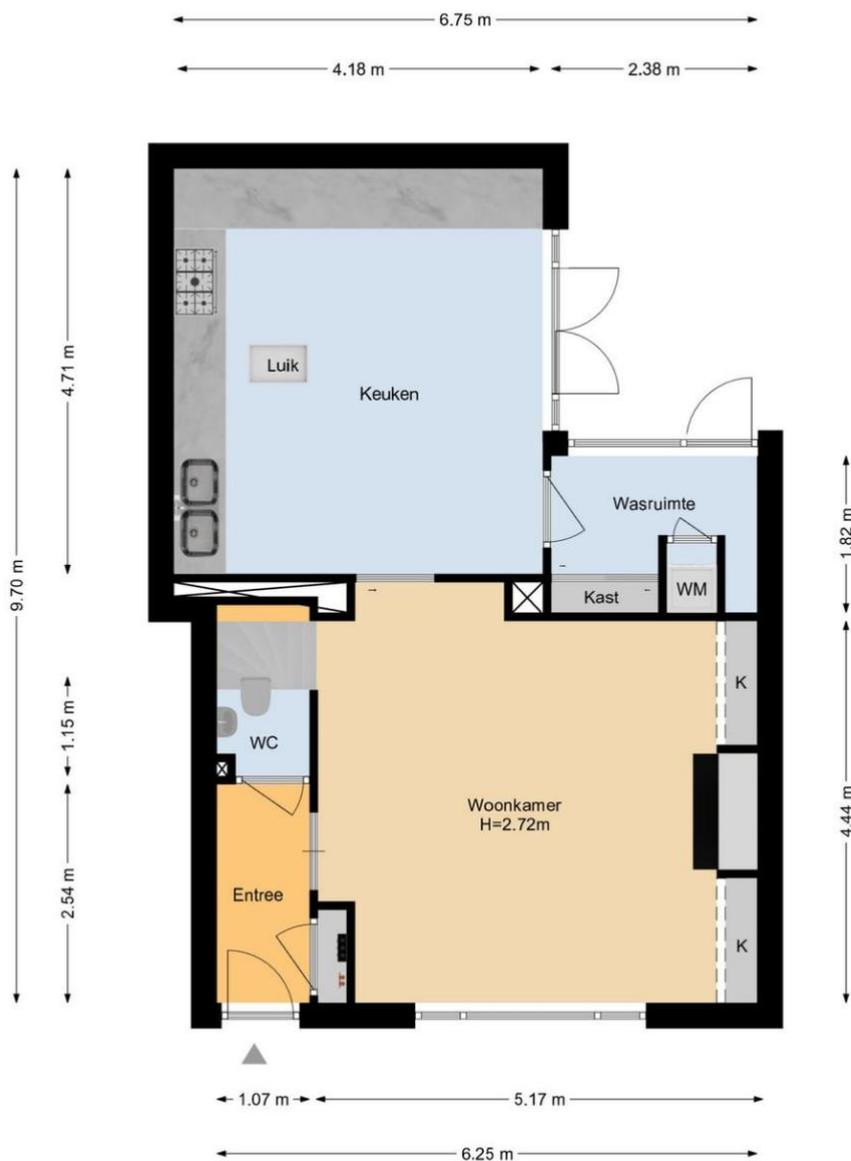 6.75 m
4.18 m
2.38 m
9.70 m
4.71 m
Luik
Keuken
Wasruimte
1.82 m
Kast
WM
1.15 m
WC
K
Woonkamer
H=2.72m
4.44 m
2.54 m
Entree
K
1.07 m
5.17 m
6.25 m